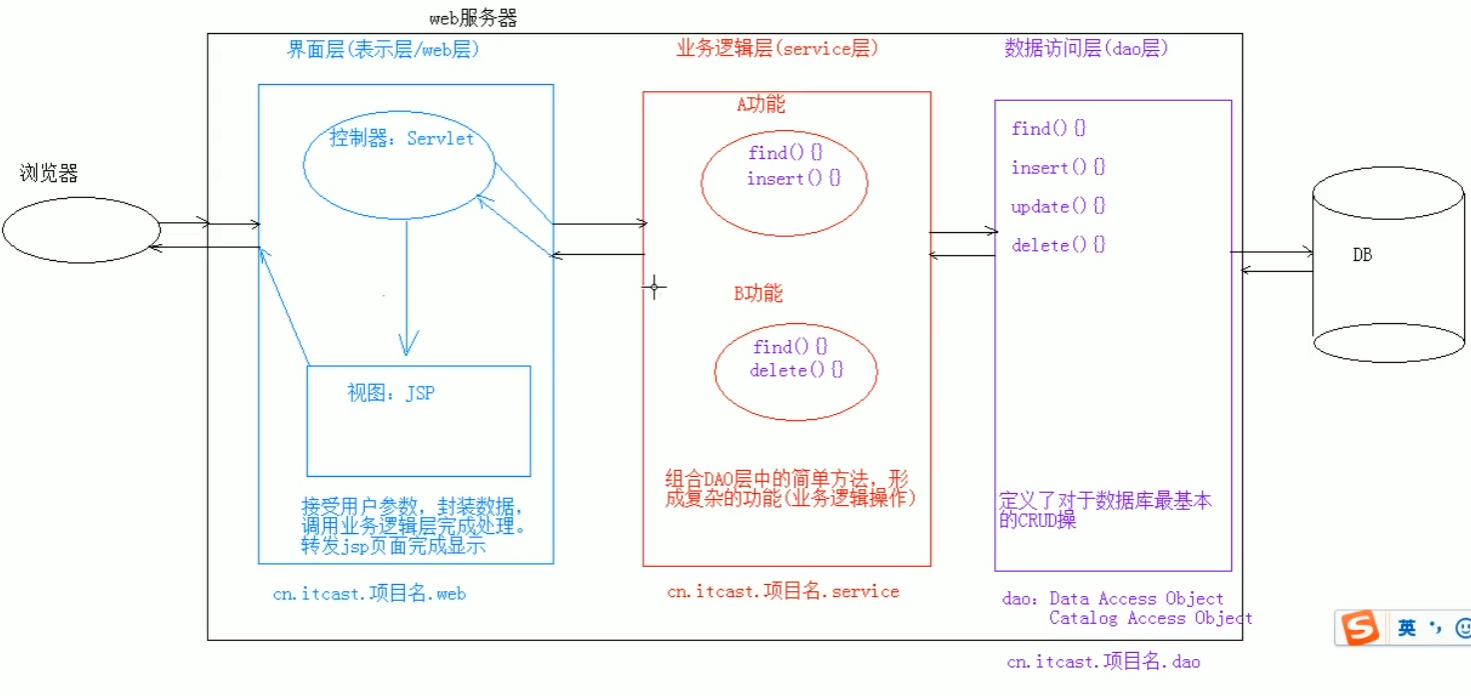 web服务器
界面层(表示层/web层)
业务逻辑层(service层)
数据访问层(dao层)
浏览器
控制器：Servlet
视图：JSP
接受用户参数，封装数据，
调用业务逻辑层完成处理。
转发jsp页面完成显示
cn.itcast.项目名.web
A功能
find(){}
insert(){}
B功能
find(){}
delete(){}
组合DAO层中的简单方法，形
成复杂的功能(业务逻辑操作)
cn.itcast.项目名.service
find(){}
insert(){}
update(){}
delete(){}
定义了对于数据库最基本
的CRUD操
dao：Data Access Object
Catalog Access Object
cn.itcast.项目名.dao
DB
S 英